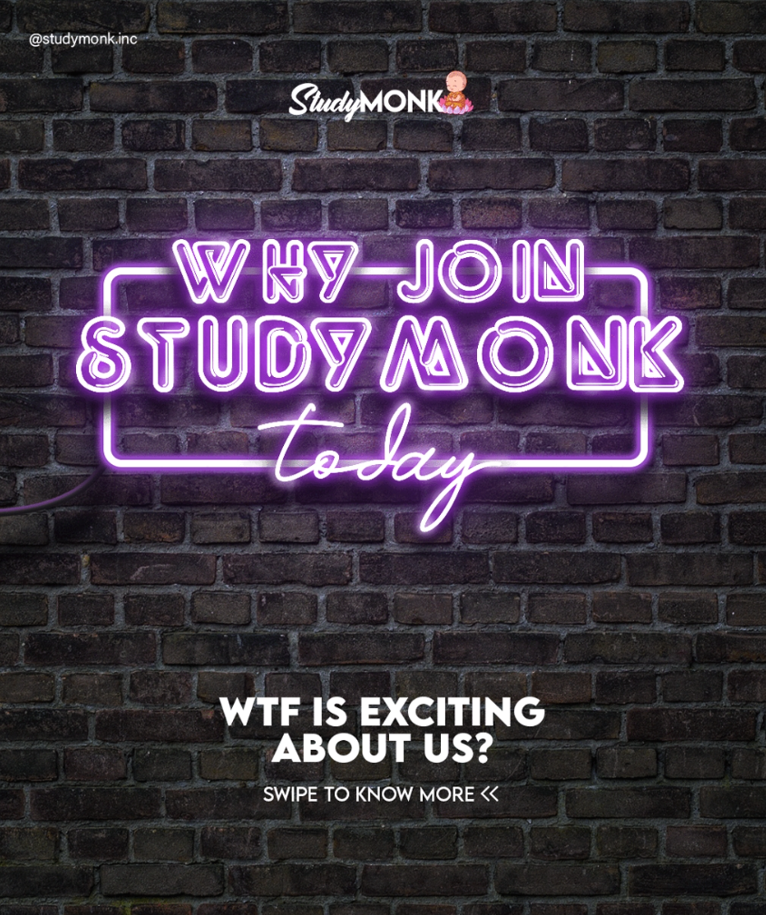 @studymonk.inc
StudyMONK
WHY JOIN
STUDYMONK
today
WTF IS EXCITING
ABOUT US?
SWIPE TO KNOW MORE <<